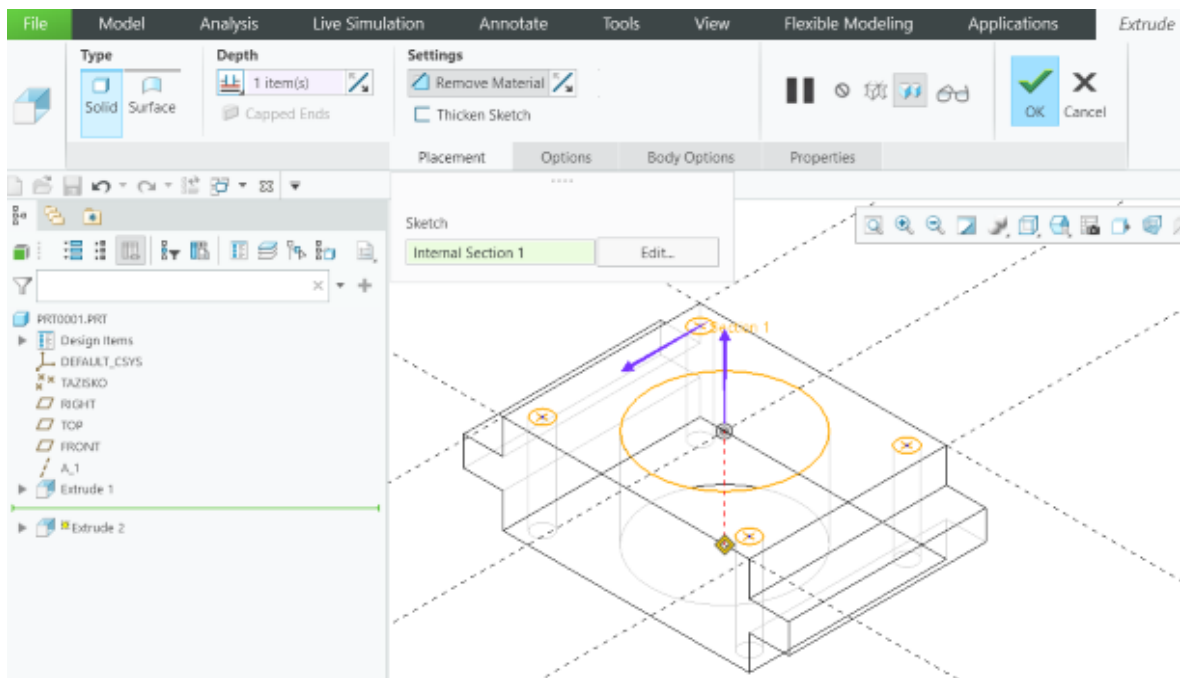 File Model Analysis Live Simulation Annotate Tools View Flexible Modeling Applications Extrude
Type Depth Settings
Solid Surface
1 item(s)
Capped Ends
Remove Material
Thicken Sketch
OK Cancel
Placement Options Body Options Properties
Sketch
Internal Section 1 Edit...
PRT0001.PRT
Design Items
DEFAULT_CSYS
TAZISKO
RIGHT
TOP
FRONT
A_1
Extrude 1
Extrude 2
Section 1